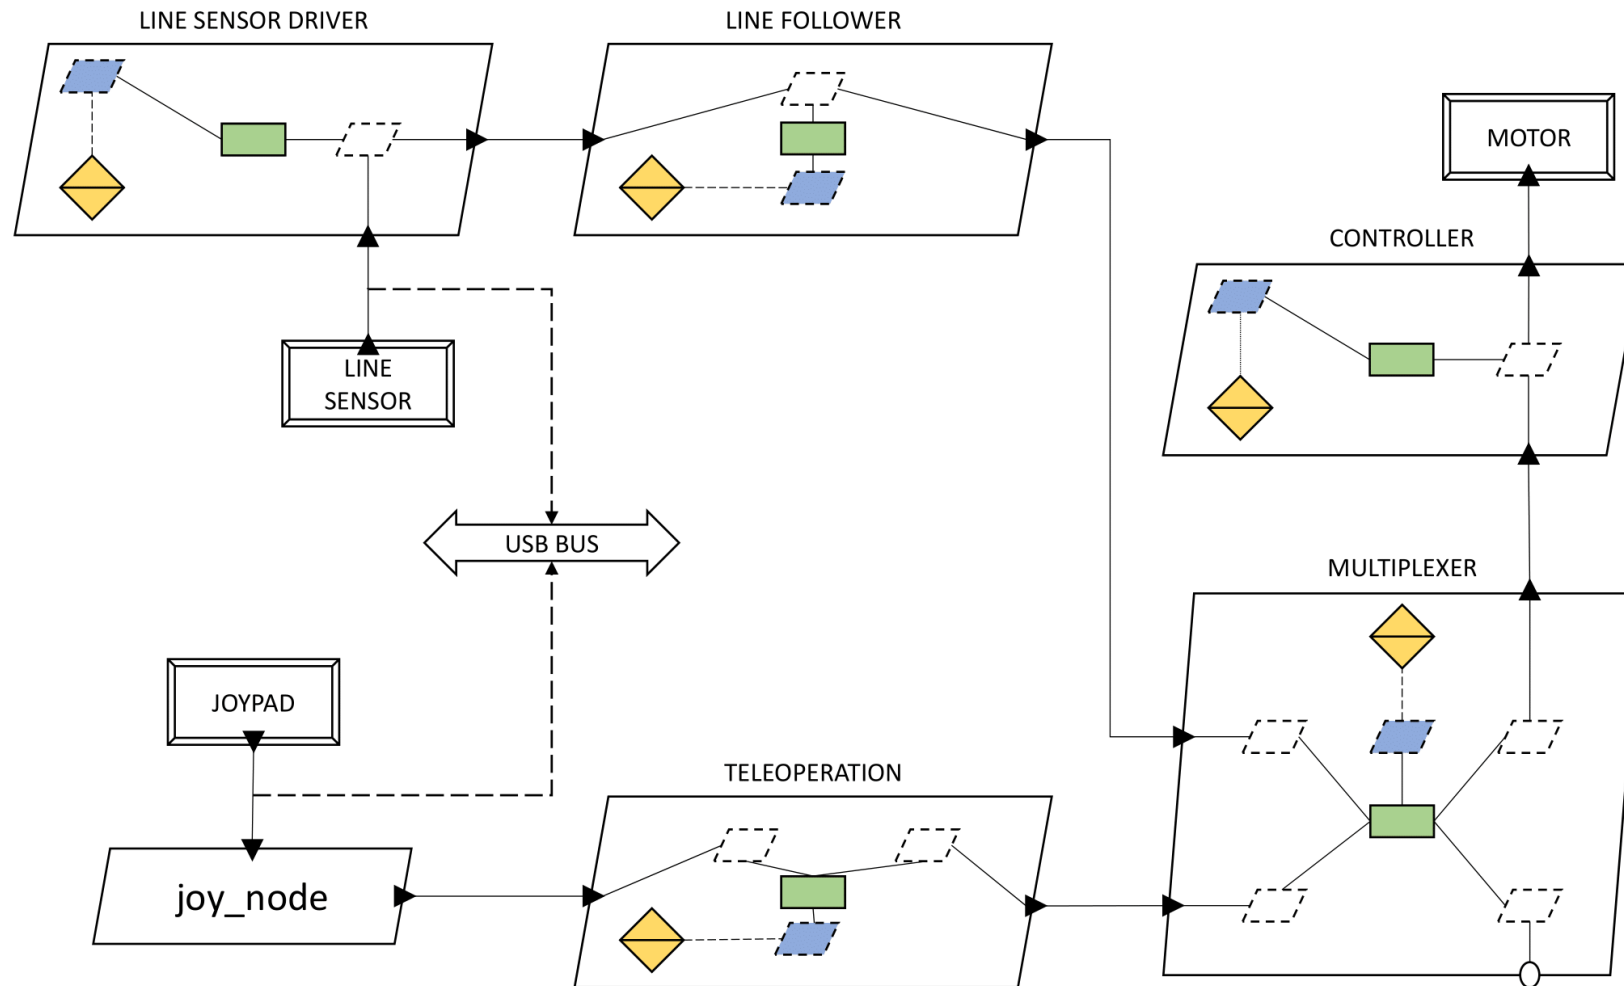 LINE SENSOR DRIVER
LINE FOLLOWER
MOTOR
CONTROLLER
LINE
SENSOR
USB BUS
MULTIPLEXER
JOYPAD
TELEOPERATION
joy_node